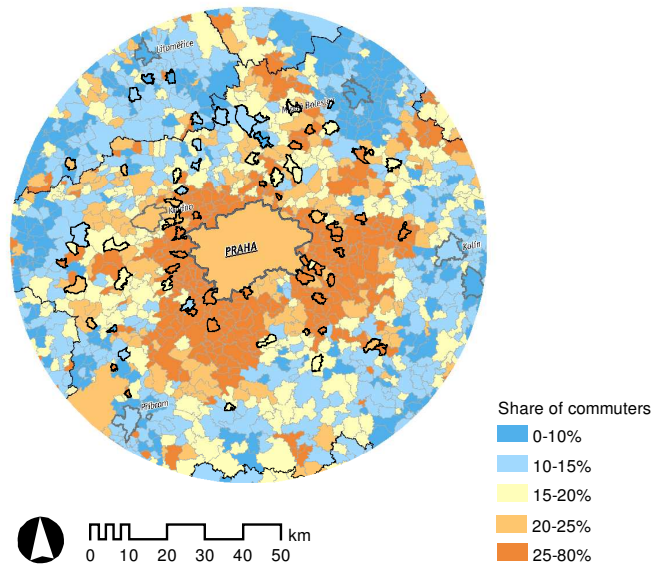 Litoměřice
Mladá Boleslav
Kladno
PRAHA
Kolín
Příbram
Share of commuters
0-10%
10-15%
15-20%
20-25%
25-80%
km
0 10 20 30 40 50